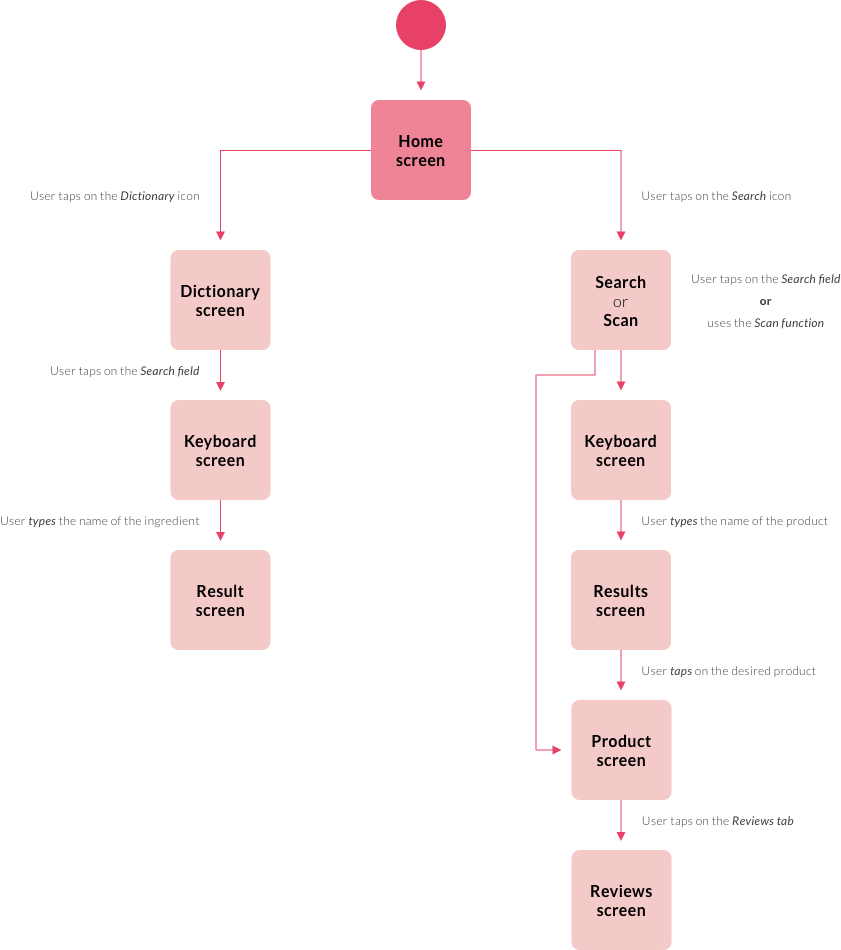 Home
screen
User taps on the Dictionary icon
User taps on the Search icon
Dictionary
screen
Search
or
Scan
User taps on the Search field
or
uses the Scan function
User taps on the Search field
Keyboard
screen
Keyboard
screen
User types the name of the ingredient
User types the name of the product
Result
screen
Results
screen
User taps on the desired product
Product
screen
User taps on the Reviews tab
Reviews
screen